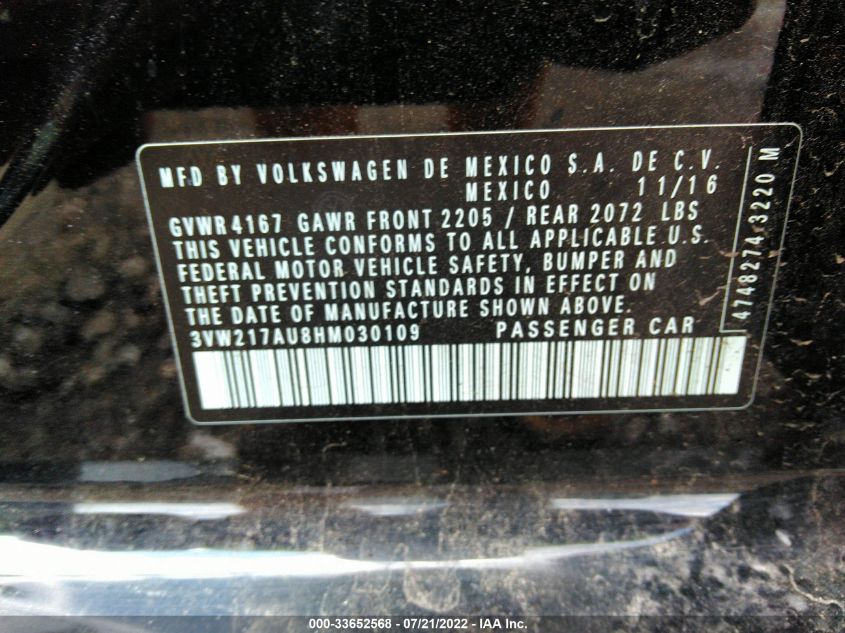 MFD BY VOLKSWAGEN DE MEXICO S.A. DE C.V.
MEXICO 11/16
GVWR 4167 GAWR FRONT 2205 / REAR 2072 LBS
THIS VEHICLE CONFORMS TO ALL APPLICABLE U.S.
FEDERAL MOTOR VEHICLE SAFETY, BUMPER AND
THEFT PREVENTION STANDARDS IN EFFECT ON
THE DATE OF MANUFACTURE SHOWN ABOVE.
3VW217AU8HM030109 PASSENGER CAR
4748274 3220 M
000-33652568 - 07/21/2022 - IAA Inc.